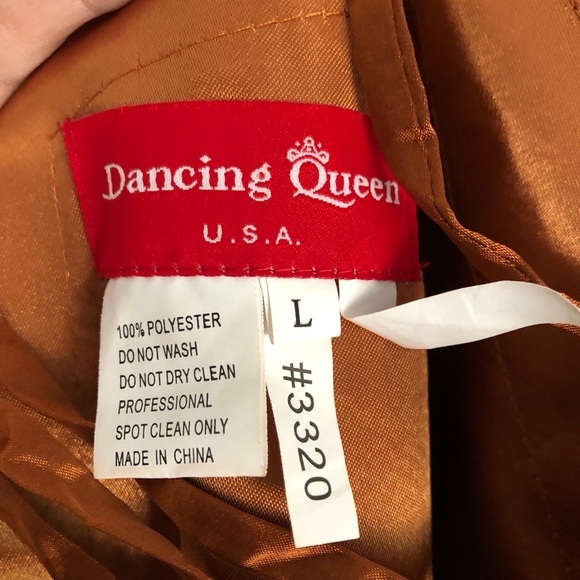 Dancing Queen
U.S.A.
100% POLYESTER
DO NOT WASH
DO NOT DRY CLEAN
PROFESSIONAL
SPOT CLEAN ONLY
MADE IN CHINA
L
#3320